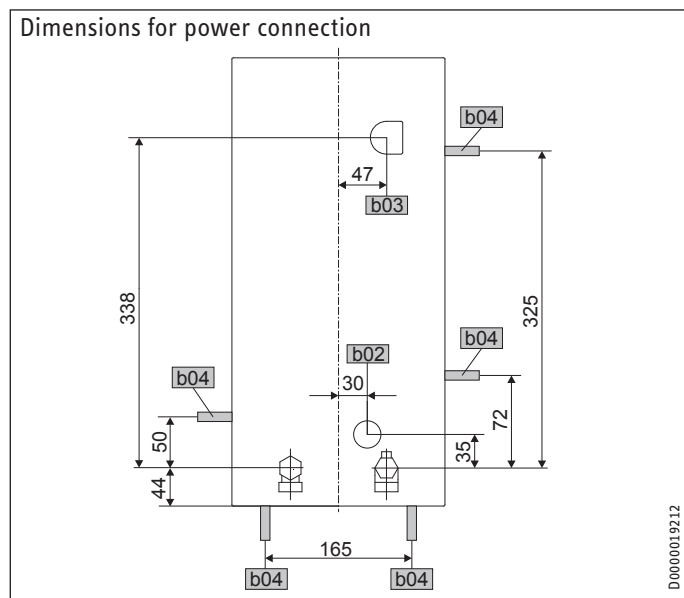 Dimensions for power connection
b04
47
b03
338
325
b02
b04
30
b04
72
50
35
44
165
b04
b04
D0000019212